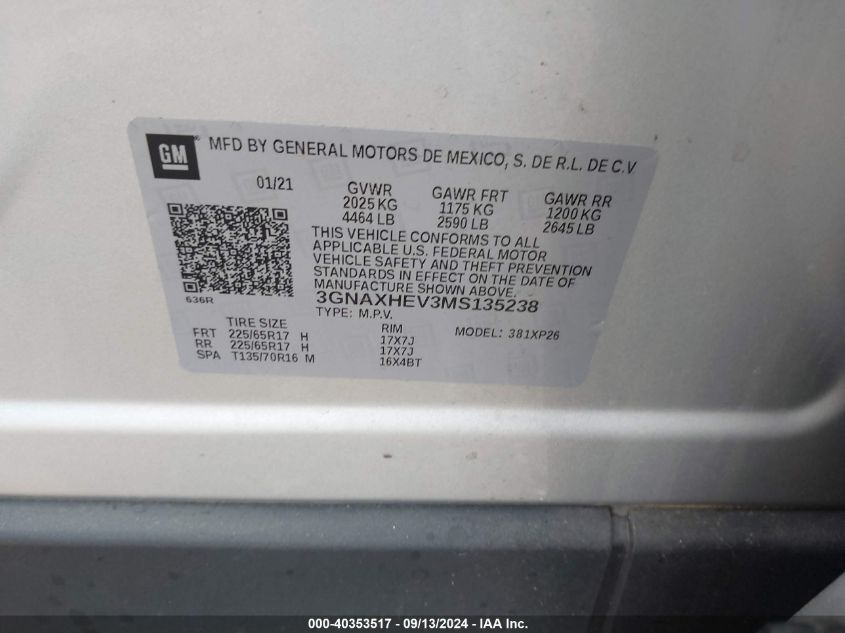 GM ® MFD BY GENERAL MOTORS DE MEXICO, S. DE R.L. DE C.V
01/21 GVWR GAWR FRT GAWR RR
2025 KG 1175 KG 1200 KG
4464 LB 2590 LB 2645 LB
THIS VEHICLE CONFORMS TO ALL
APPLICABLE U.S. FEDERAL MOTOR
VEHICLE SAFETY AND THEFT PREVENTION
STANDARDS IN EFFECT ON THE DATE OF
MANUFACTURE SHOWN ABOVE.
636R 3GNAXHEV3MS135238
TYPE: M.P.V. MODEL: 381XP26
TIRE SIZE RIM
FRT 225/65R17 H 17X7J
RR 225/65R17 H 17X7J
SPA T135/70R16 M 16X4BT
000-40353517 - 09/13/2024 - IAA Inc.